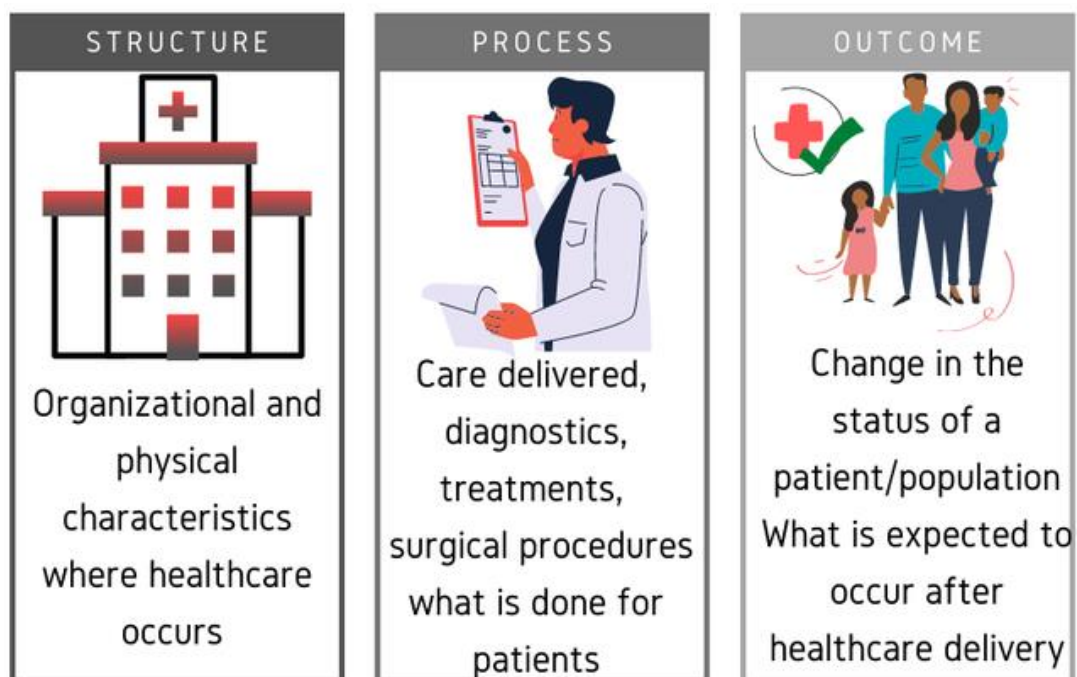 STRUCTURE
Organizational and
physical
characteristics
where healthcare
occurs
PROCESS
Care delivered,
diagnostics,
treatments,
surgical procedures
what is done for
patients
OUTCOME
Change in the
status of a
patient/population
What is expected to
occur after
healthcare delivery